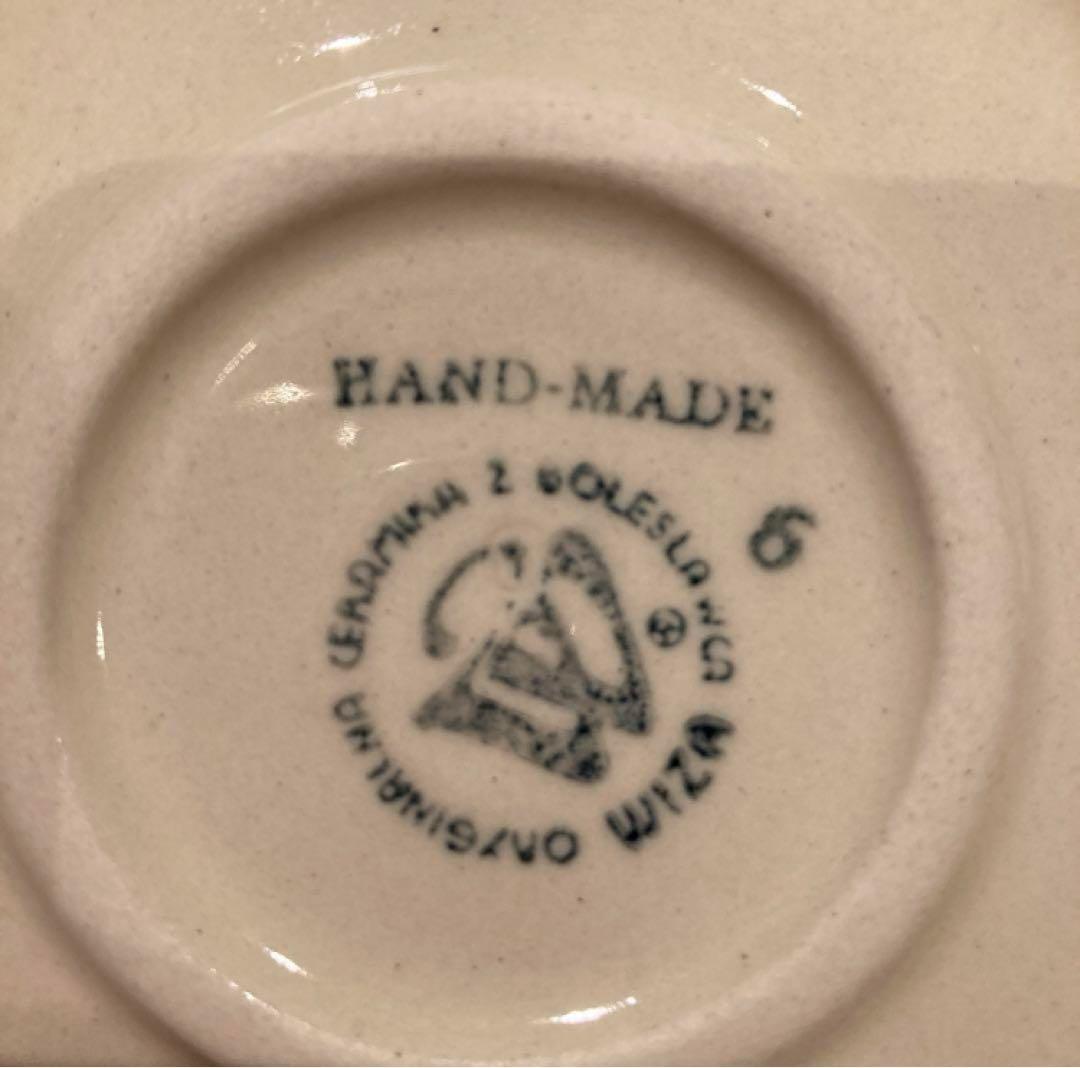 HAND-MADE
ORYGINALNA CERAMIKA Z BOLESŁAWCA
WIZA
®
6